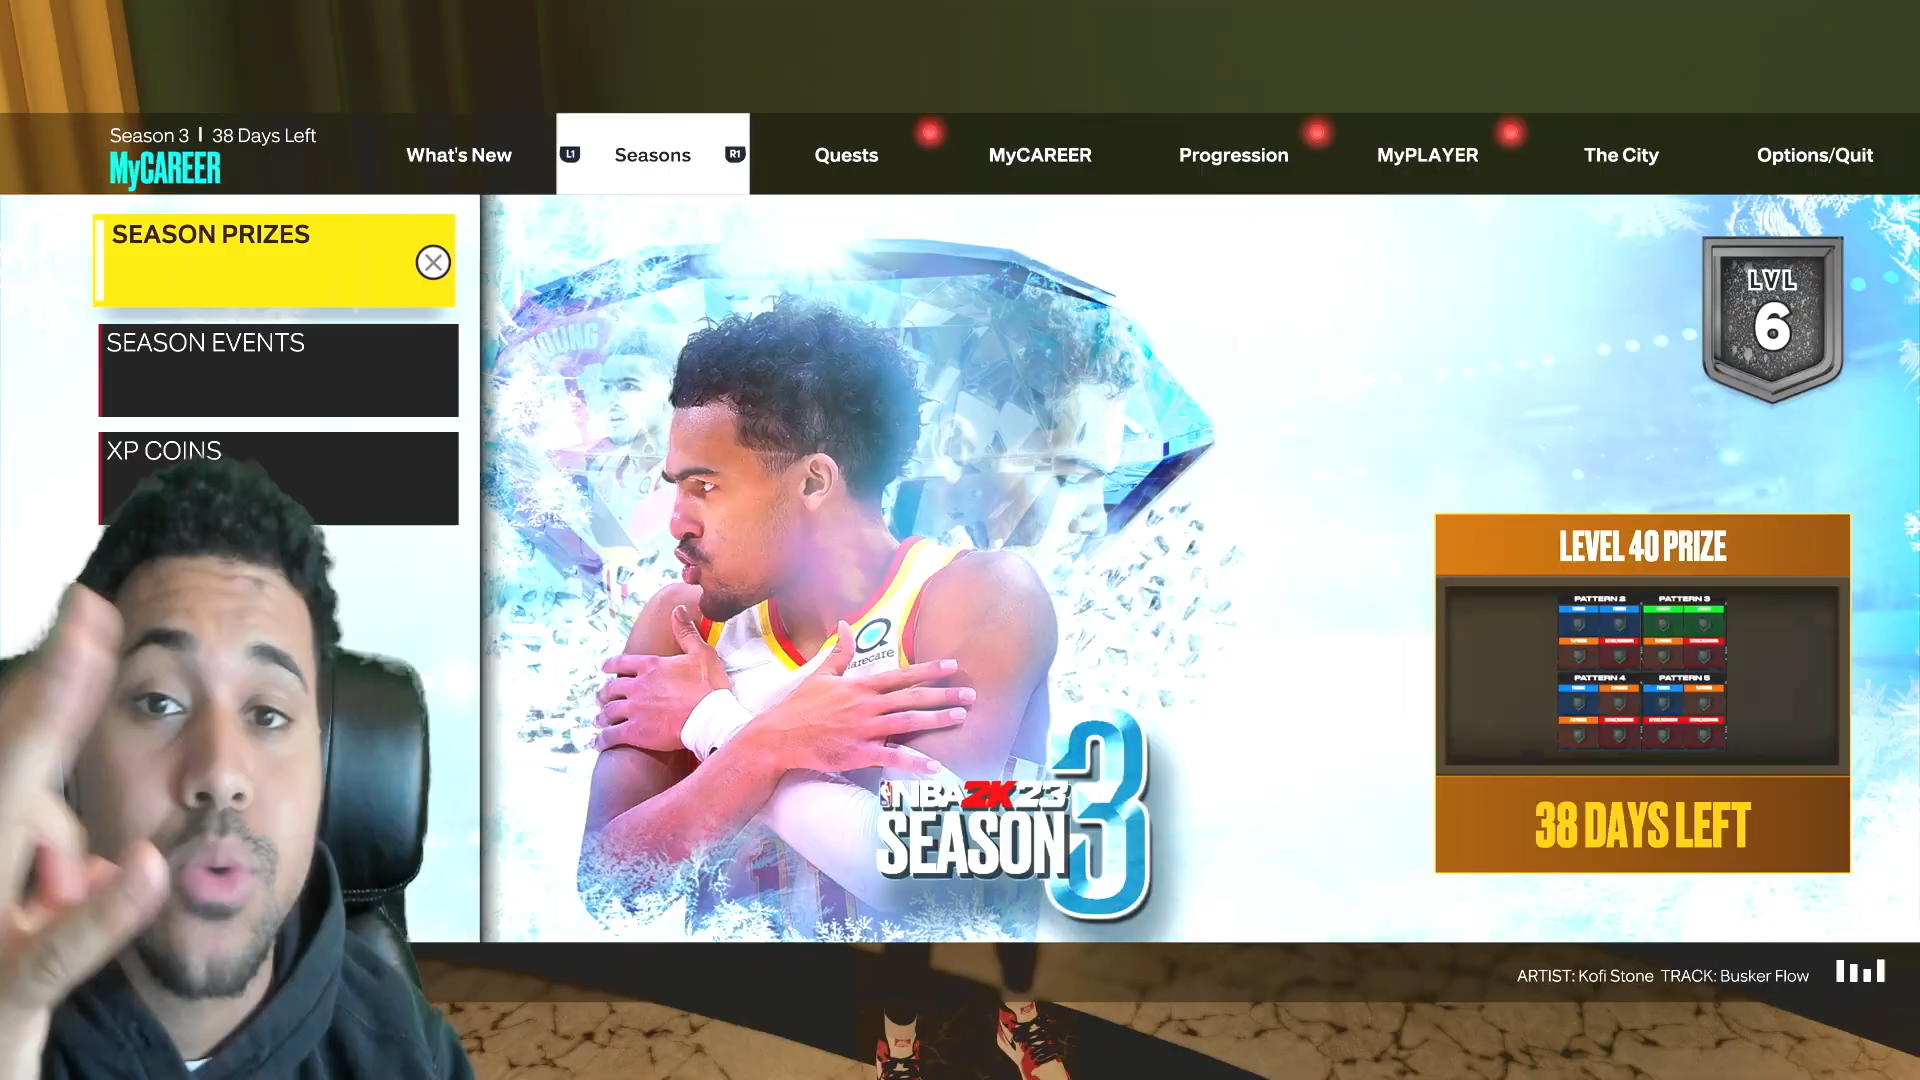 Season 3 | 38 Days Left
MyCAREER
What's New
L1
Seasons
R1
Quests
MyCAREER
Progression
MyPLAYER
The City
Options/Quit
SEASON PRIZES
SEASON EVENTS
XP COINS
YOUNG
LVL
6
sharecare
NBA 2K23
SEASON 3
LEVEL 40 PRIZE
PATTERN 2
PATTERN 3
PATTERN 4
PATTERN 5
38 DAYS LEFT
ARTIST: Kofi Stone TRACK: Busker Flow